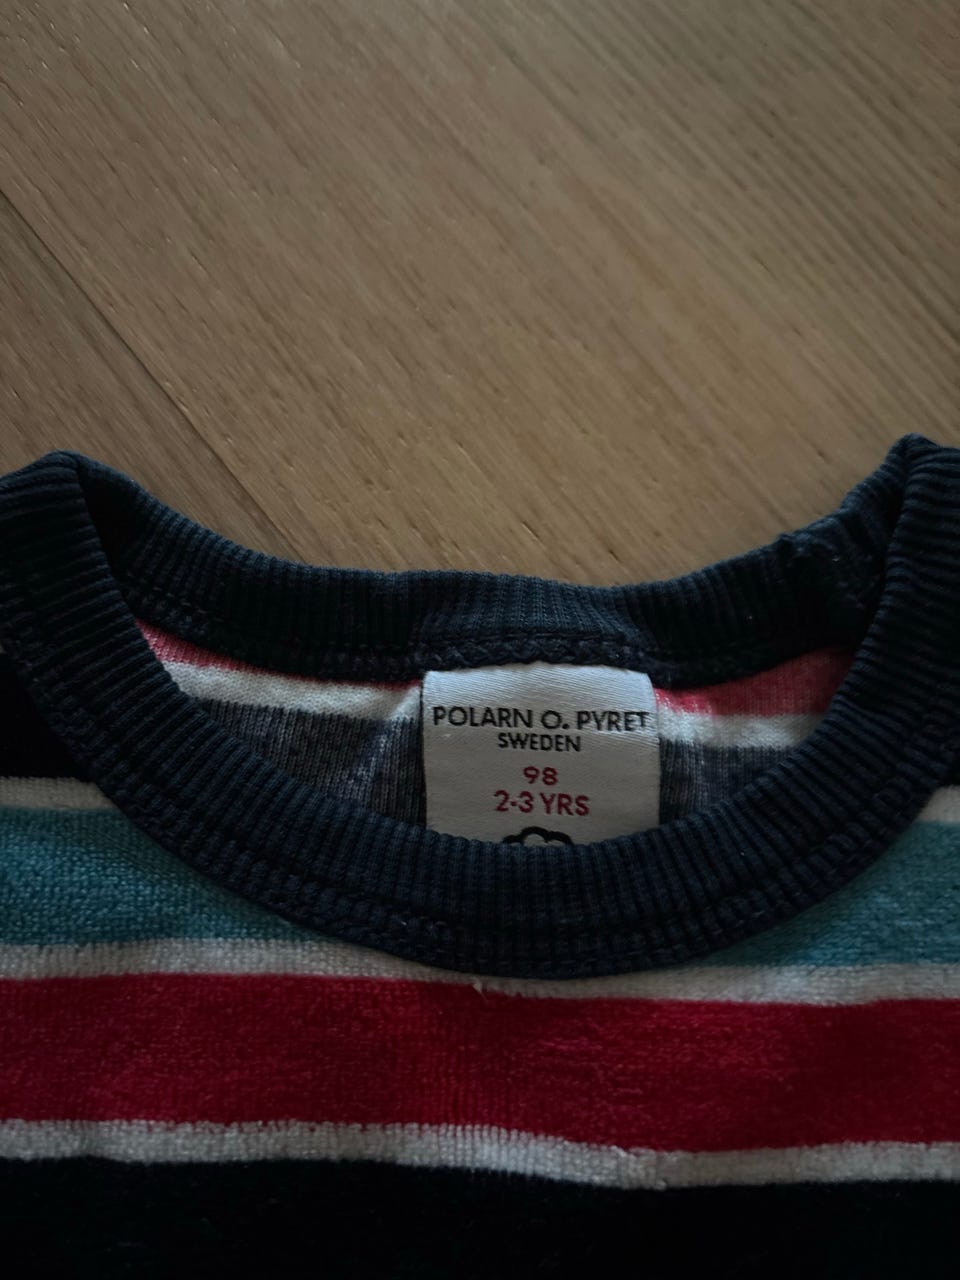 POLARN O. PYRET
SWEDEN
98
2-3 YRS